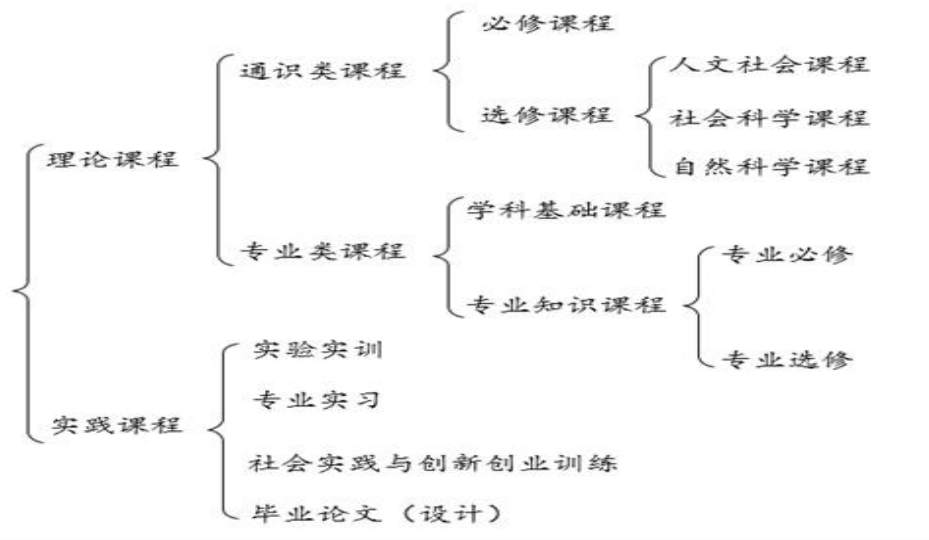 必修课程
通识类课程
人文社会课程
选修课程
社会科学课程
理论课程
自然科学课程
学科基础课程
专业类课程
专业必修
专业知识课程
专业选修
实验实训
专业实习
实践课程
社会实践与创新创业训练
毕业论文（设计）